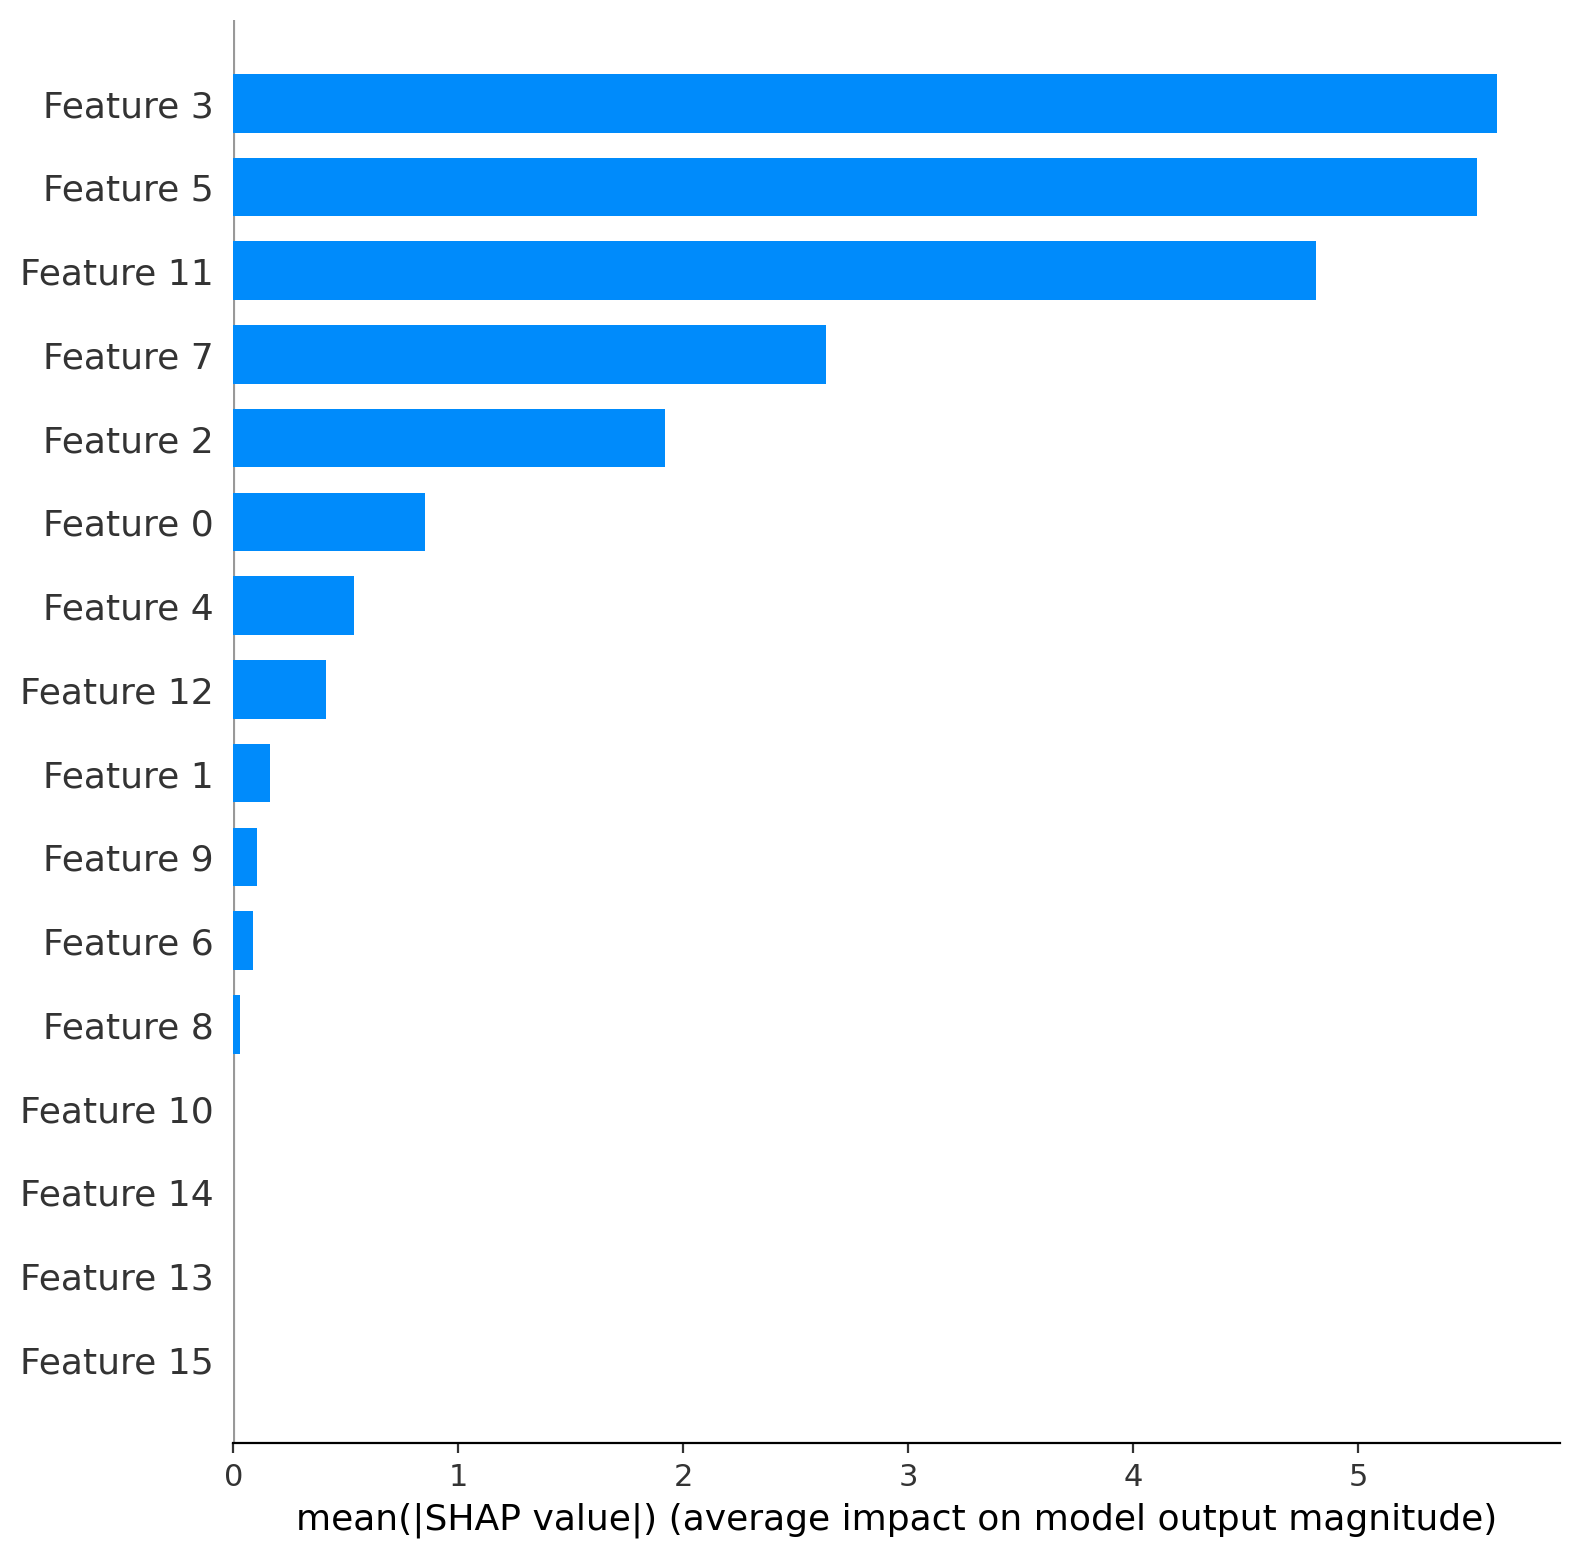 Feature 3
Feature 5
Feature 11
Feature 7
Feature 2
Feature 0
Feature 4
Feature 12
Feature 1
Feature 9
Feature 6
Feature 8
Feature 10
Feature 14
Feature 13
Feature 15
0 1 2 3 4 5
mean(|SHAP value|) (average impact on model output magnitude)